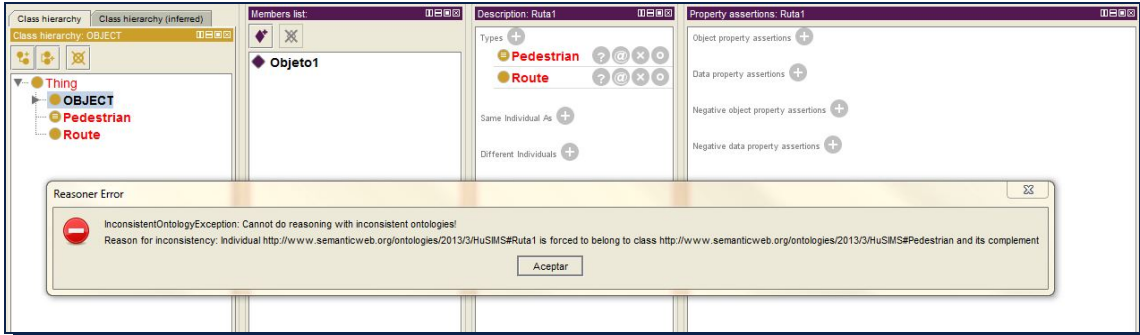 Class hierarchy Class hierarchy (inferred)
Class hierarchy: OBJECT
Thing
OBJECT
Pedestrian
Route
Members list:
Objeto1
Description: Ruta1
Types
Pedestrian
Route
Same Individual As
Different Individuals
Property assertions: Ruta1
Object property assertions
Data property assertions
Negative object property assertions
Negative data property assertions
Reasoner Error
InconsistentOntologyException: Cannot do reasoning with inconsistent ontologies!
Reason for inconsistency: Individual http://www.semanticweb.org/ontologies/2013/3/HuSIMS#Ruta1 is forced to belong to class http://www.semanticweb.org/ontologies/2013/3/HuSIMS#Pedestrian and its complement
Aceptar